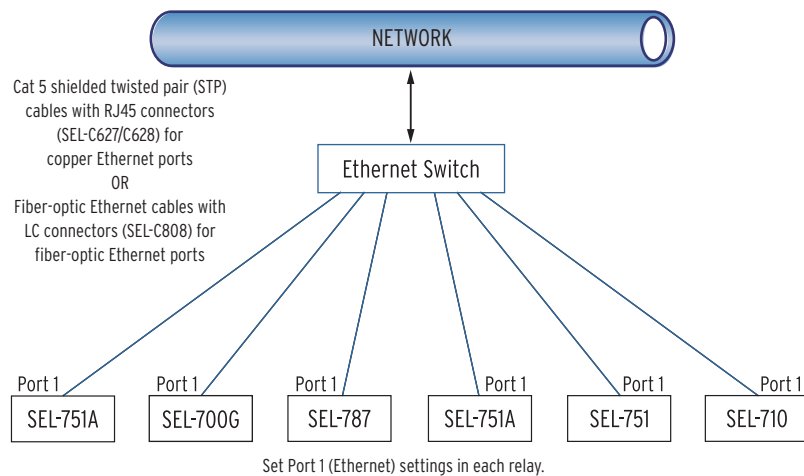 NETWORK
Cat 5 shielded twisted pair (STP)
cables with RJ45 connectors
(SEL-C627/C628) for
copper Ethernet ports
OR
Fiber-optic Ethernet cables with
LC connectors (SEL-C808) for
fiber-optic Ethernet ports
Ethernet Switch
Port 1
Port 1
Port 1
Port 1
Port 1
Port 1
SEL-751A
SEL-700G
SEL-787
SEL-751A
SEL-751
SEL-710
Set Port 1 (Ethernet) settings in each relay.